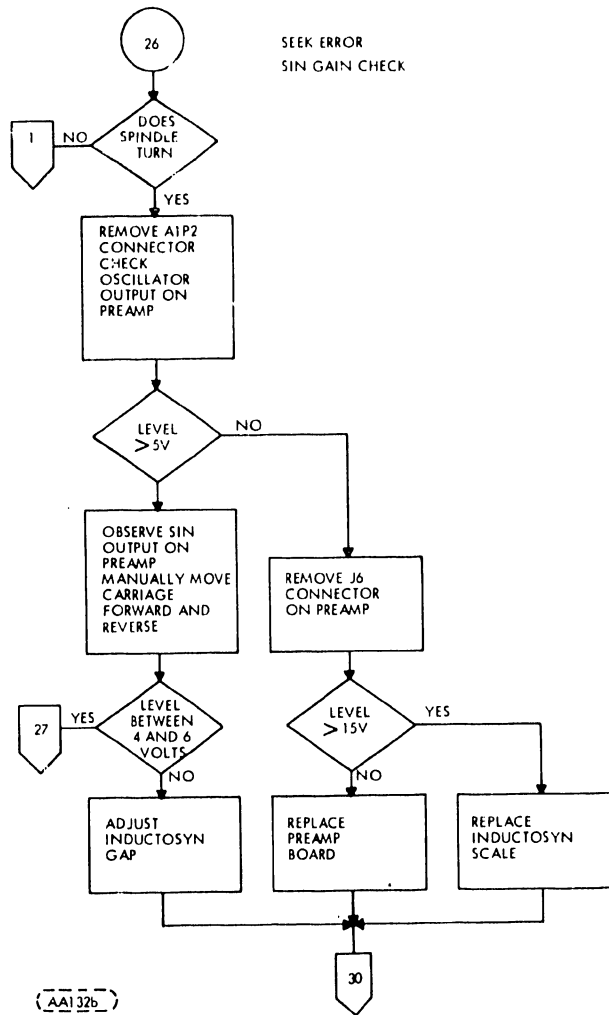 26
SEEK ERROR
SIN GAIN CHECK
1
NO
DOES
SPINDLE
TURN
YES
REMOVE A1P2
CONNECTOR
CHECK
OSCILLATOR
OUTPUT ON
PREAMP
LEVEL
> 5V
NO
OBSERVE SIN
OUTPUT ON
PREAMP
MANUALLY MOVE
CARRIAGE
FORWARD AND
REVERSE
REMOVE J6
CONNECTOR
ON PREAMP
27
YES
LEVEL
BETWEEN
4 AND 6
VOLTS
NO
LEVEL
> 15V
YES
NO
ADJUST
INDUCTOSYN
GAP
REPLACE
PREAMP
BOARD
REPLACE
INDUCTOSYN
SCALE
30
AA132b